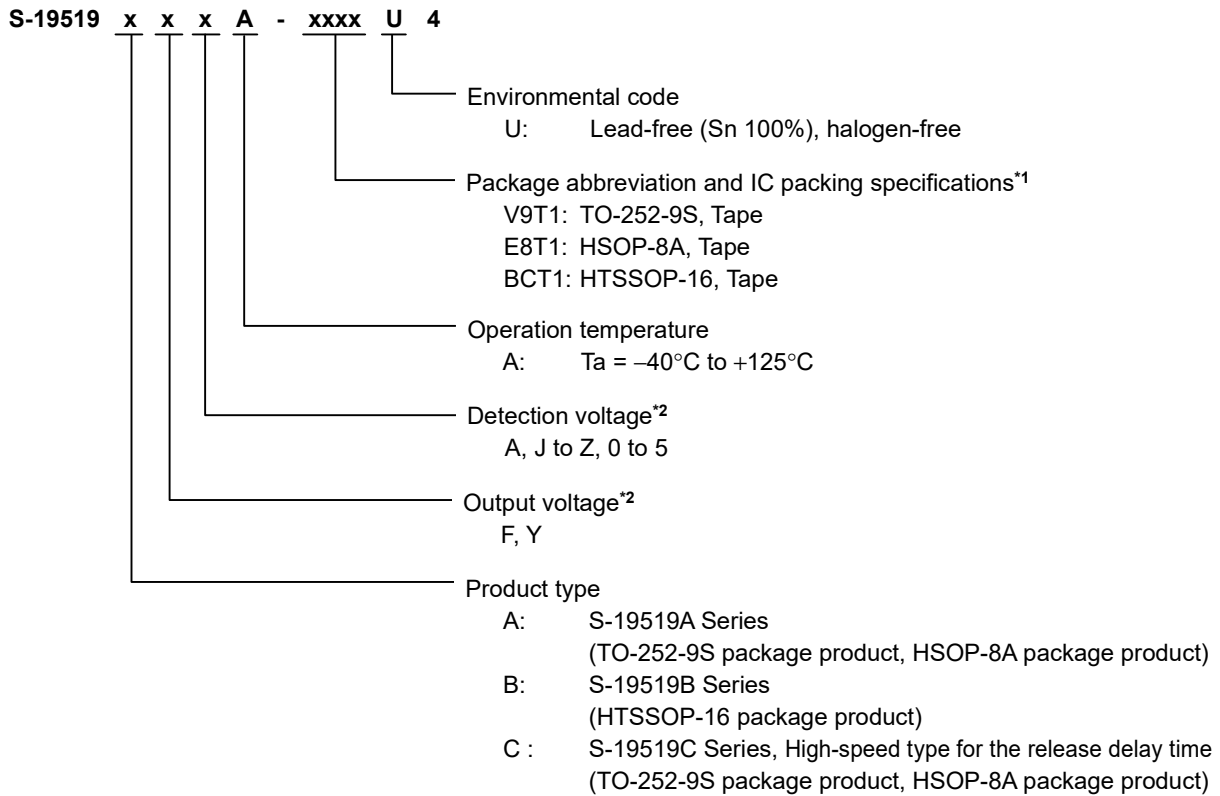 S-19519 x x x A - xxxx U 4
Environmental code
U: Lead-free (Sn 100%), halogen-free
Package abbreviation and IC packing specifications*1
V9T1: TO-252-9S, Tape
E8T1: HSOP-8A, Tape
BCT1: HTSSOP-16, Tape
Operation temperature
A: Ta = −40°C to +125°C
Detection voltage*2
A, J to Z, 0 to 5
Output voltage*2
F, Y
Product type
A: S-19519A Series
(TO-252-9S package product, HSOP-8A package product)
B: S-19519B Series
(HTSSOP-16 package product)
C : S-19519C Series, High-speed type for the release delay time
(TO-252-9S package product, HSOP-8A package product)